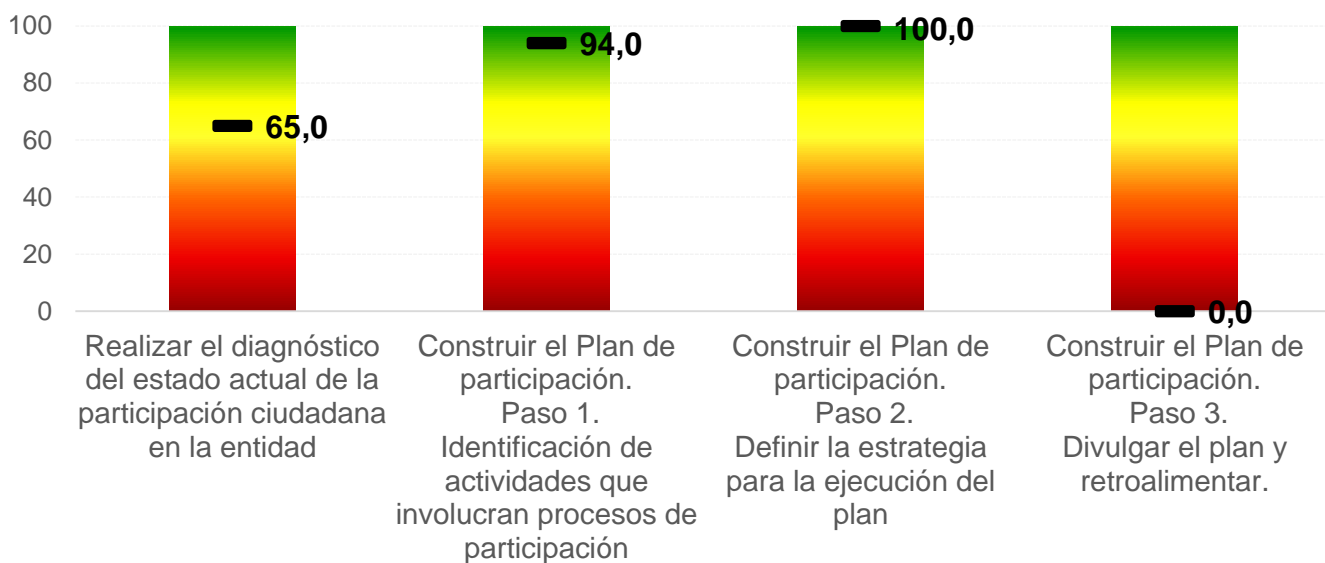 100
80
60
40
20
0
65,0
94,0
100,0
0,0
Realizar el diagnóstico
del estado actual de la
participación ciudadana
en la entidad
Construir el Plan de
participación.
Paso 1.
Identificación de
actividades que
involucran procesos de
participación
Construir el Plan de
participación.
Paso 2.
Definir la estrategia
para la ejecución del
plan
Construir el Plan de
participación.
Paso 3.
Divulgar el plan y
retroalimentar.